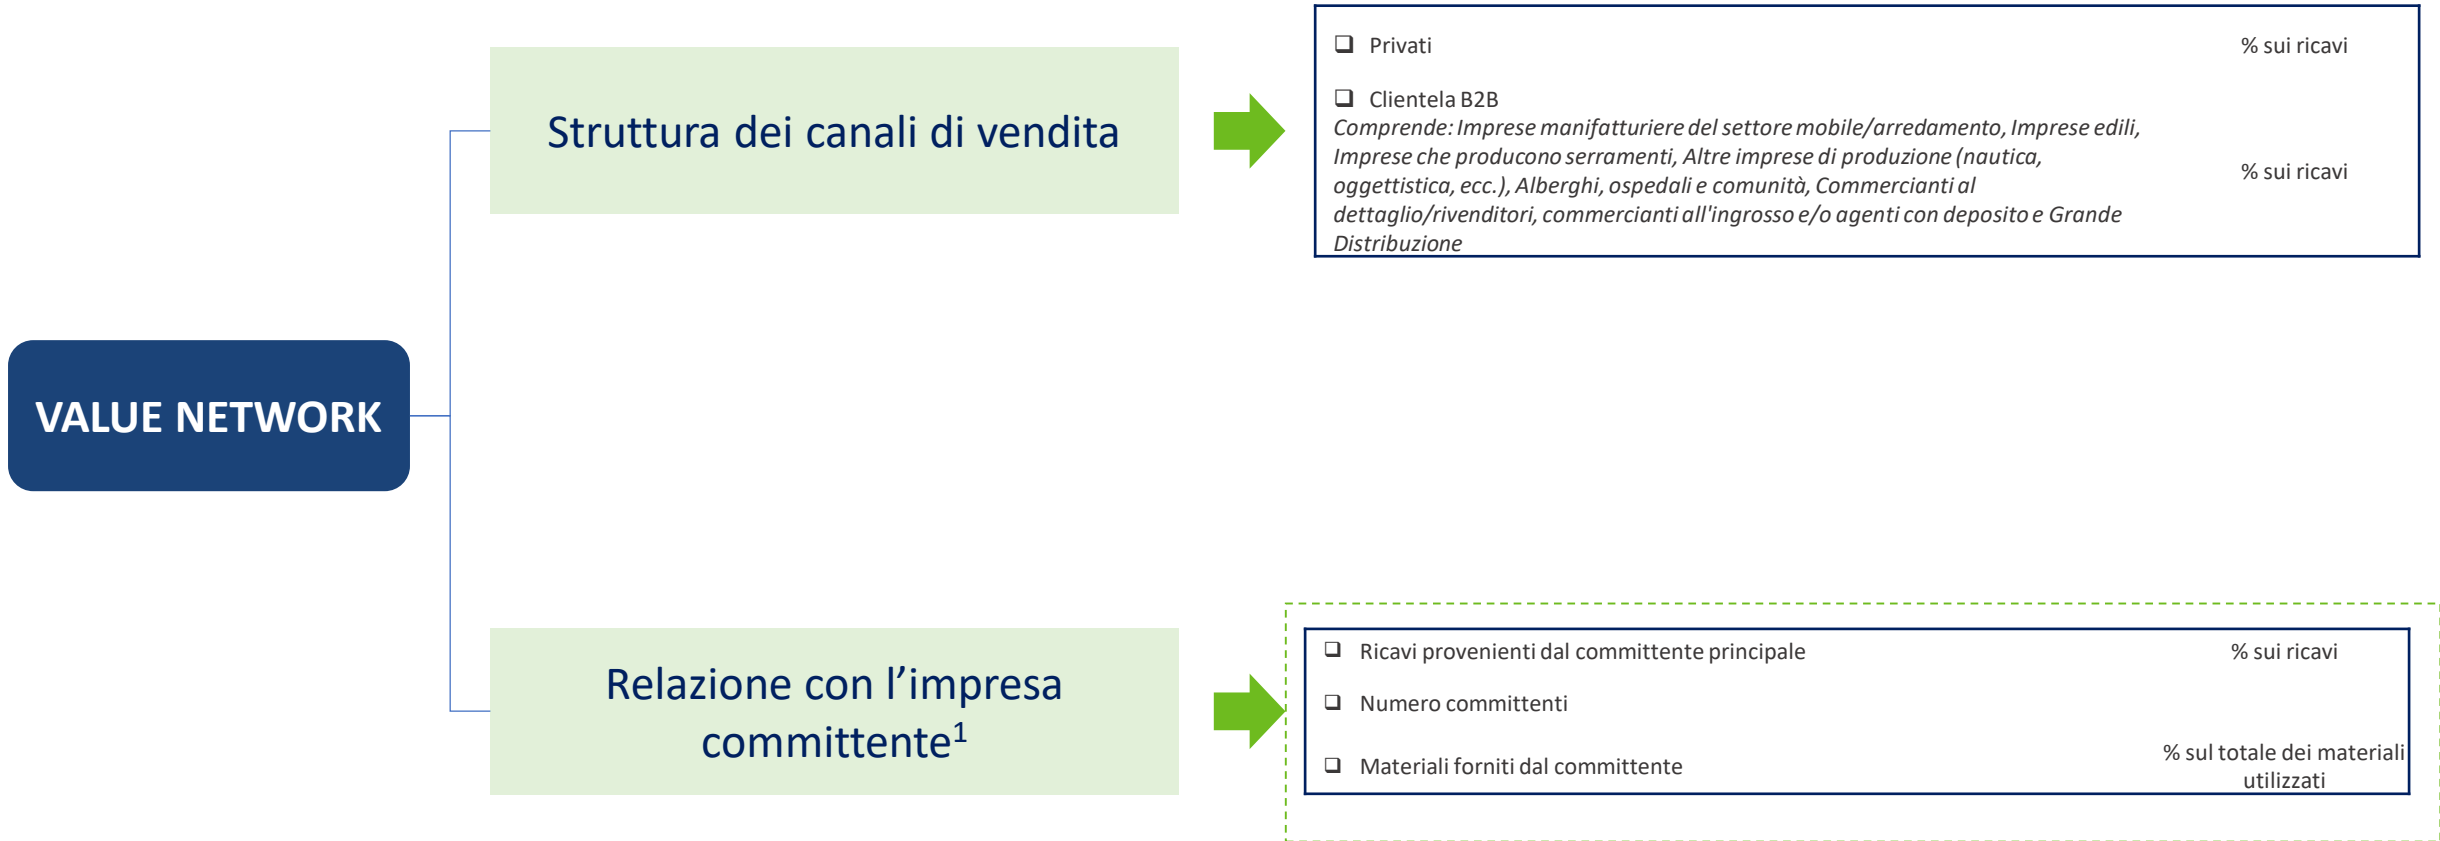 ❑ Privati % sui ricavi
❑ Clientela B2B
Comprende: Imprese manifatturiere del settore mobile/arredamento, Imprese edili,
Imprese che producono serramenti, Altre imprese di produzione (nautica,
oggettistica, ecc.), Alberghi, ospedali e comunità, Commercianti al
dettaglio/rivenditori, commercianti all'ingrosso e/o agenti con deposito e Grande
Distribuzione
% sui ricavi
Struttura dei canali di vendita
VALUE NETWORK
Relazione con l’impresa
committente¹
❑ Ricavi provenienti dal committente principale % sui ricavi
❑ Numero committenti
❑ Materiali forniti dal committente
% sul totale dei materiali
utilizzati